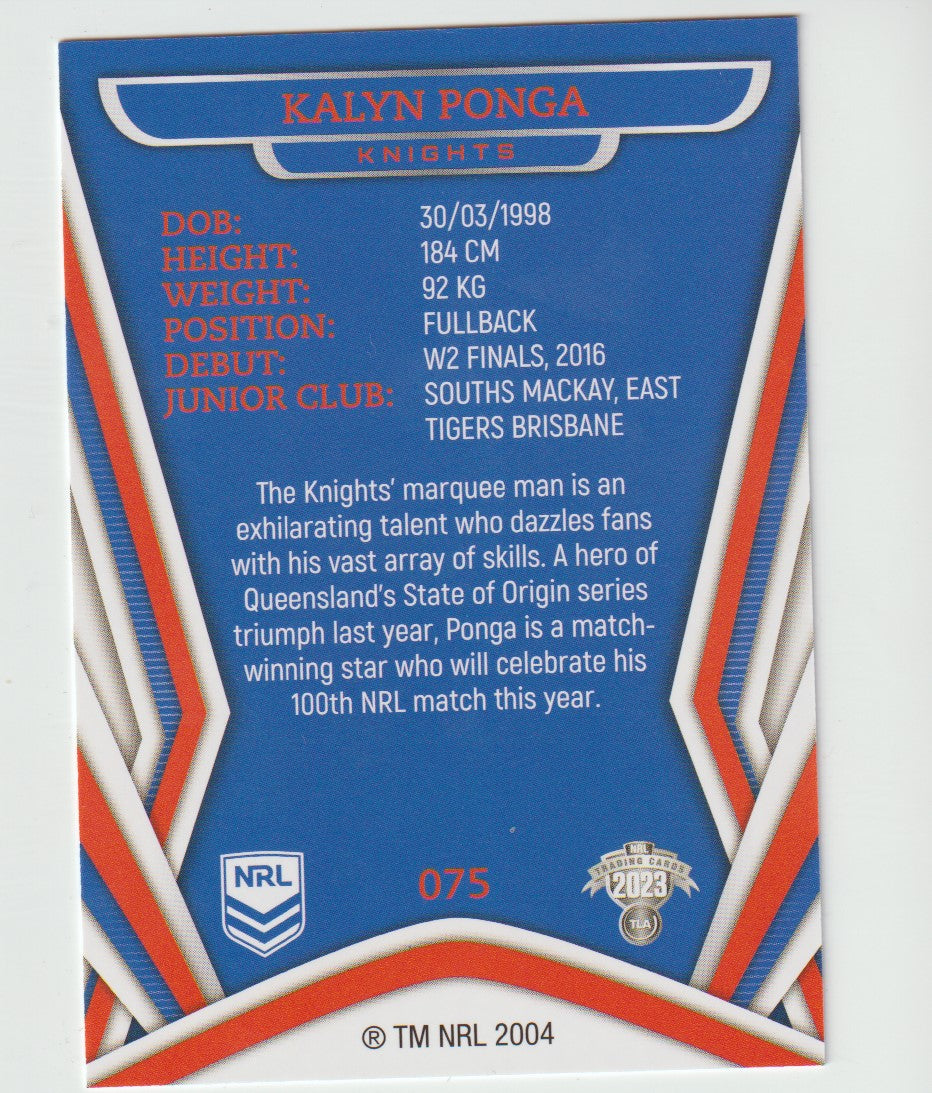 KALYN PONGA
KNIGHTS
DOB: 30/03/1998
HEIGHT: 184 CM
WEIGHT: 92 KG
POSITION: FULLBACK
DEBUT: W2 FINALS, 2016
JUNIOR CLUB: SOUTHS MACKAY, EAST
TIGERS BRISBANE
The Knights' marquee man is an
exhilarating talent who dazzles fans
with his vast array of skills. A hero of
Queensland's State of Origin series
triumph last year, Ponga is a match-
winning star who will celebrate his
100th NRL match this year.
NRL
075
NRL
TRADING CARDS
2023
TLA
® TM NRL 2004